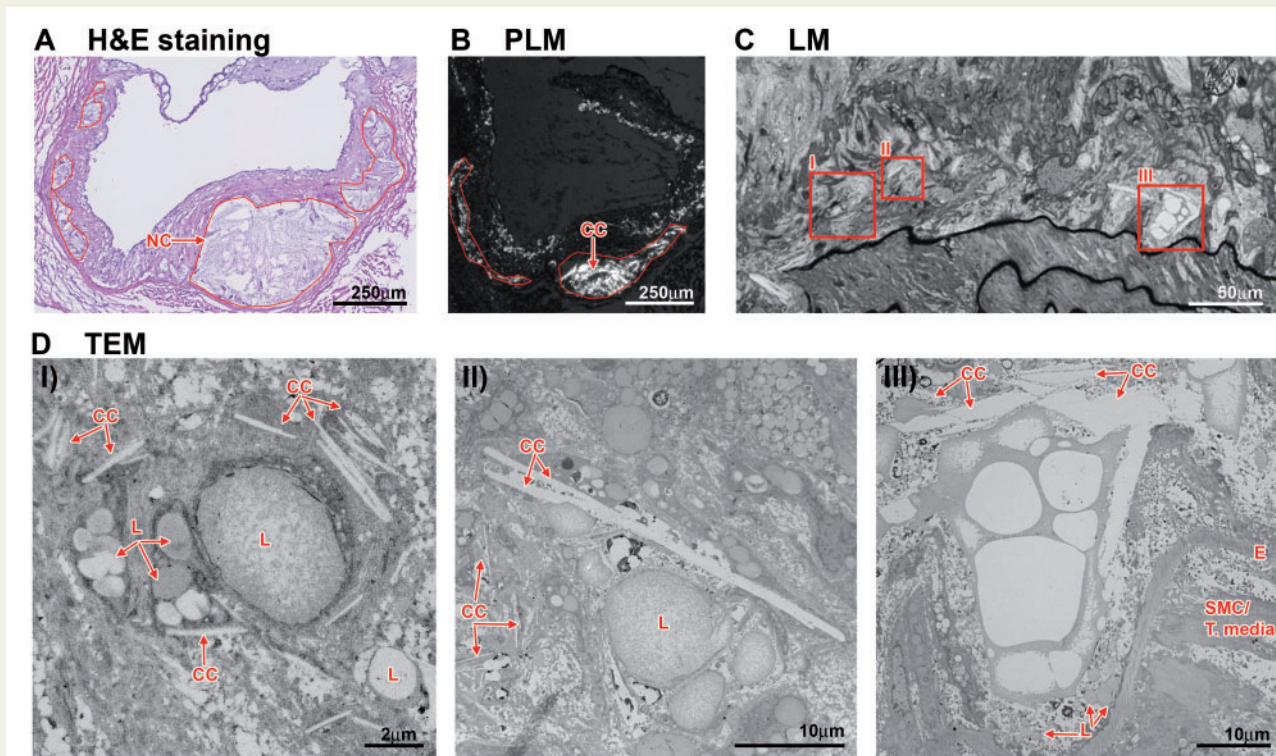 A H&E staining
B PLM
C LM
NC
250μm
CC
250μm
I
II
III
50μm
D TEM
I)
CC
CC
L
L
CC
L
2μm
II)
CC
CC
L
10μm
III)
CC
CC
E
SMC/
T. media
L
10μm